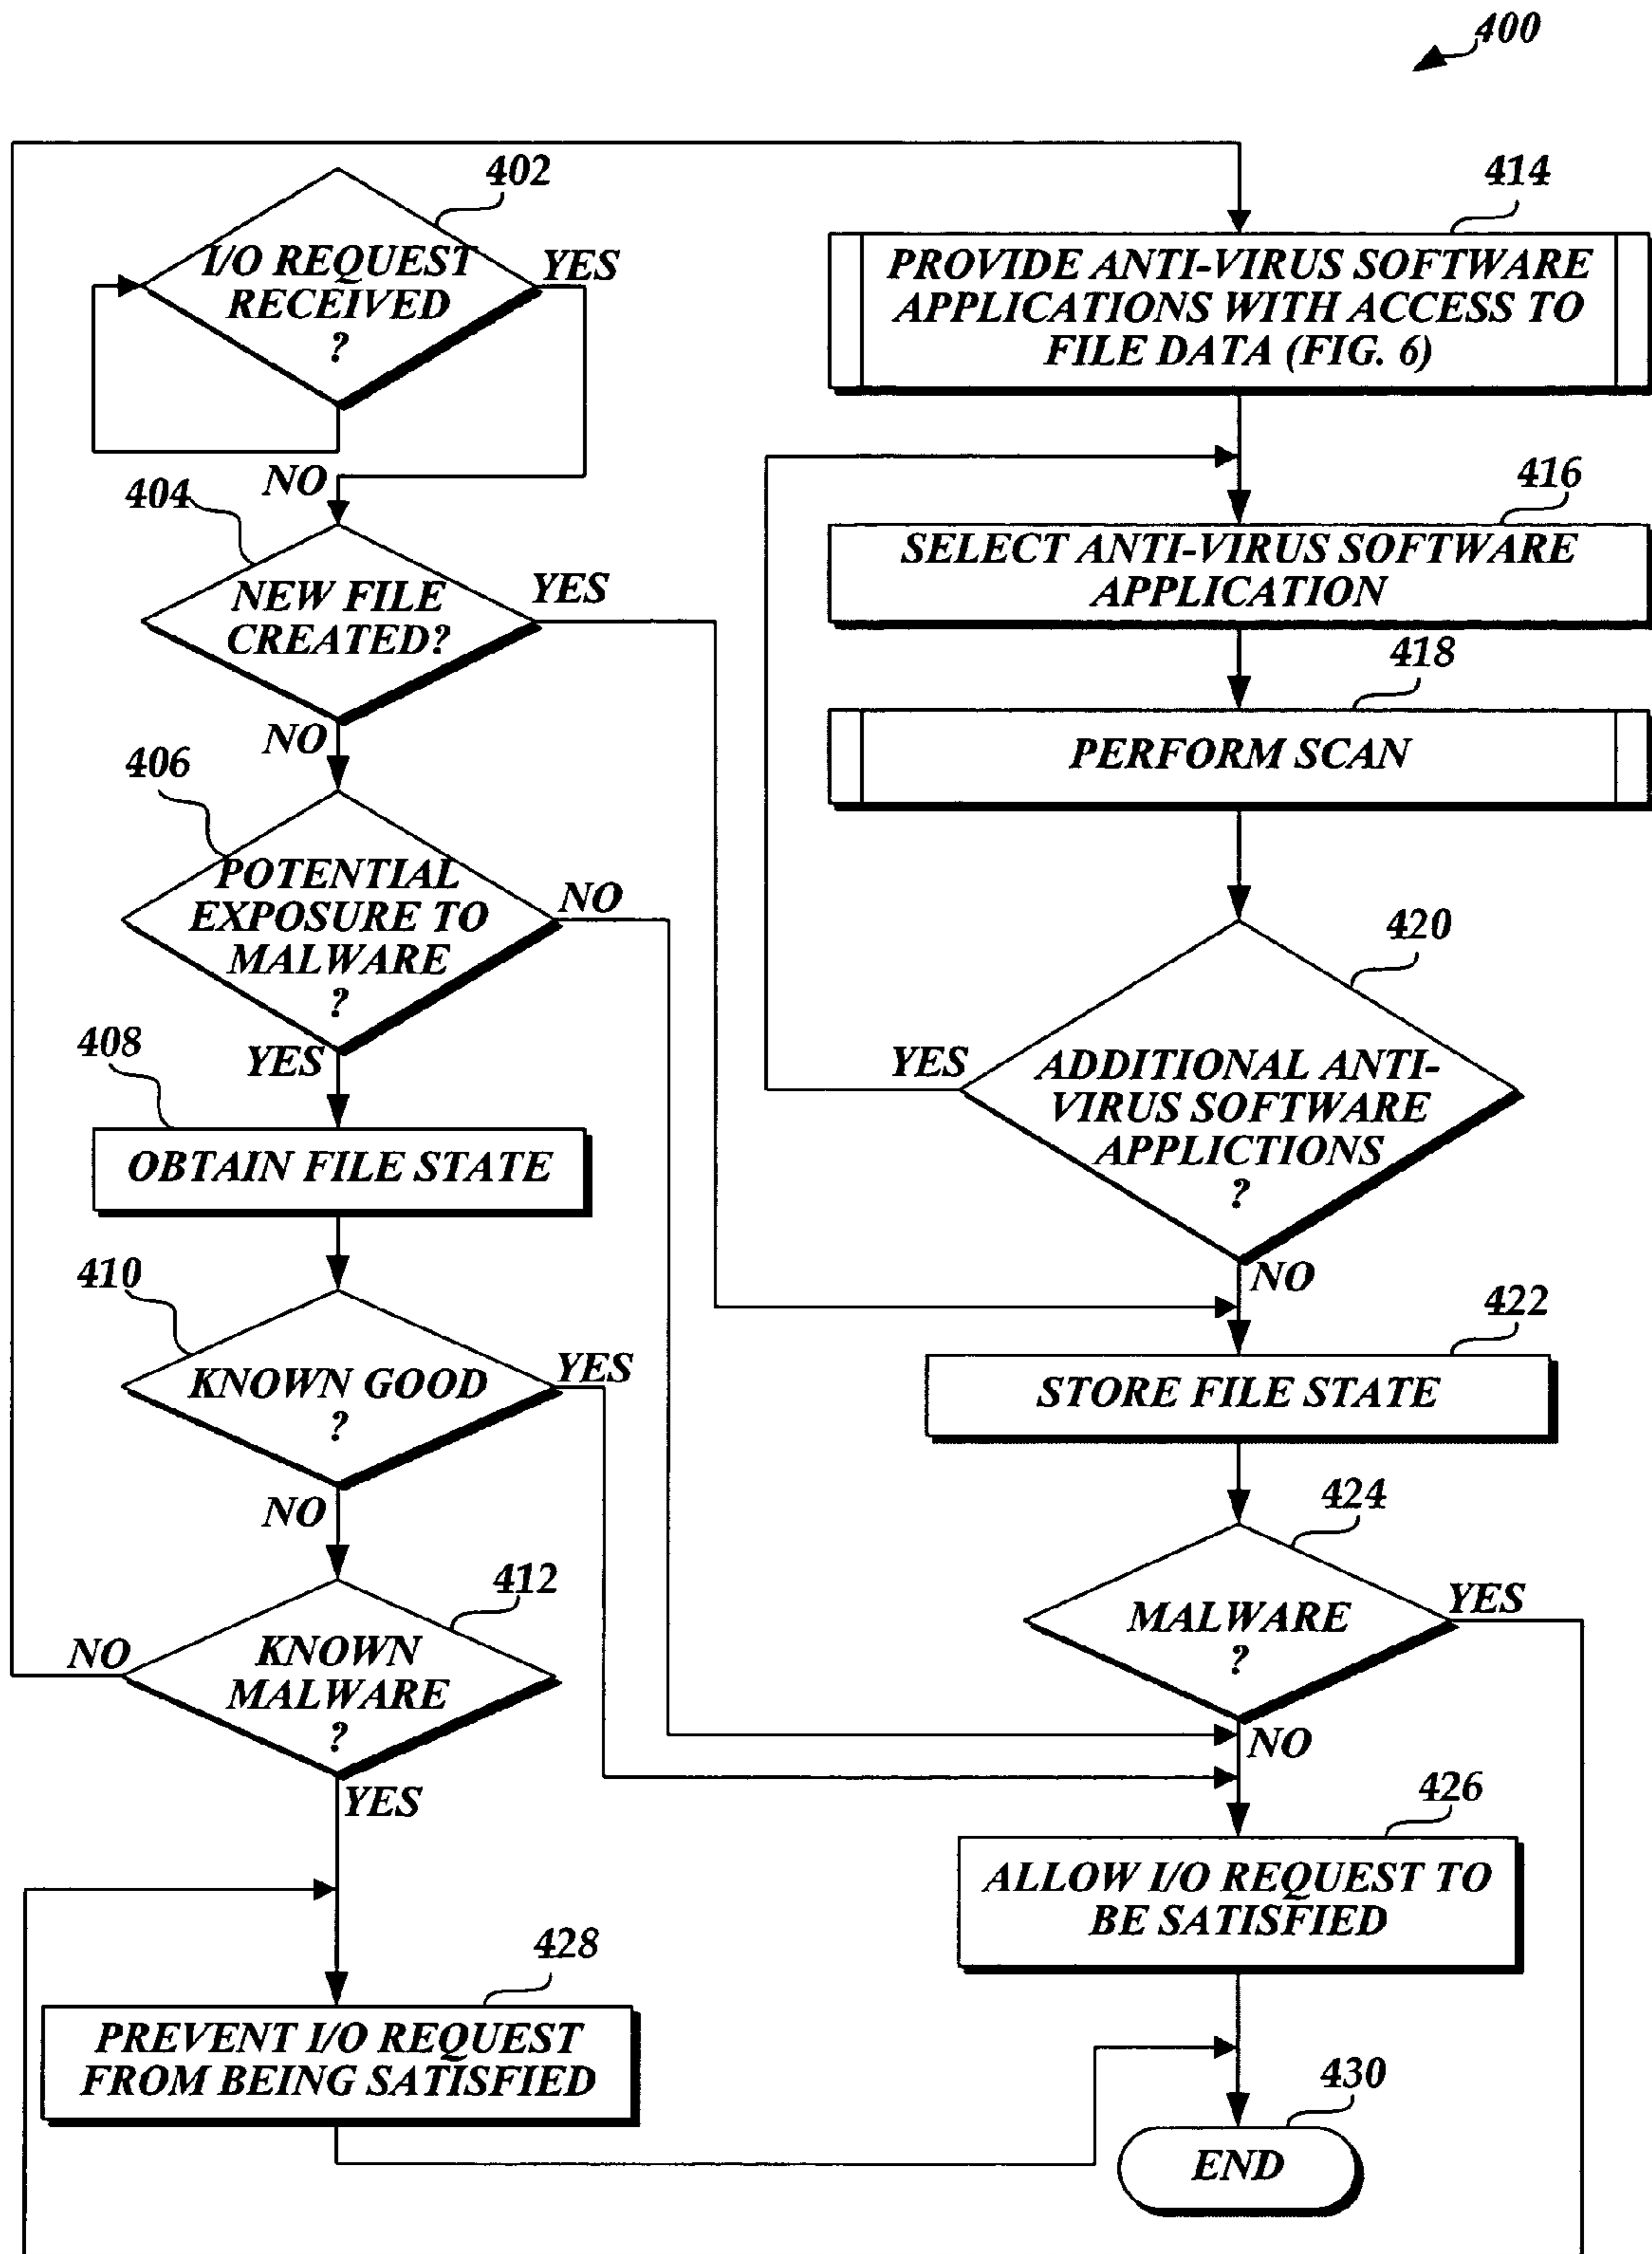 400
402
I/O REQUEST
RECEIVED
?
YES
NO
404
NEW FILE
CREATED?
YES
NO
406
POTENTIAL
EXPOSURE TO
MALWARE
?
NO
YES
408
OBTAIN FILE STATE
410
KNOWN GOOD
?
YES
NO
412
KNOWN
MALWARE
?
NO
YES
428
PREVENT I/O REQUEST
FROM BEING SATISFIED
414
PROVIDE ANTI-VIRUS SOFTWARE
APPLICATIONS WITH ACCESS TO
FILE DATA (FIG. 6)
416
SELECT ANTI-VIRUS SOFTWARE
APPLICATION
418
PERFORM SCAN
420
ADDITIONAL ANTI-
VIRUS SOFTWARE
APPLICTIONS
?
YES
NO
422
STORE FILE STATE
424
MALWARE
?
YES
NO
426
ALLOW I/O REQUEST TO
BE SATISFIED
430
END